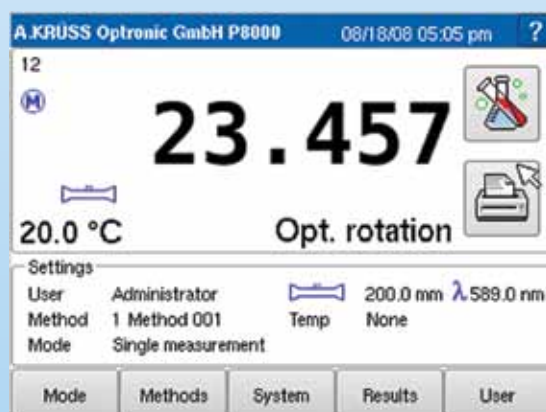 A.KRÜSS Optronic GmbH P8000 08/18/08 05:05 pm ?
12
M
23.457
20.0 °C Opt. rotation
Settings
User Administrator 200.0 mm λ 589.0 nm
Method 1 Method 001 Temp None
Mode Single measurement
Mode Methods System Results User